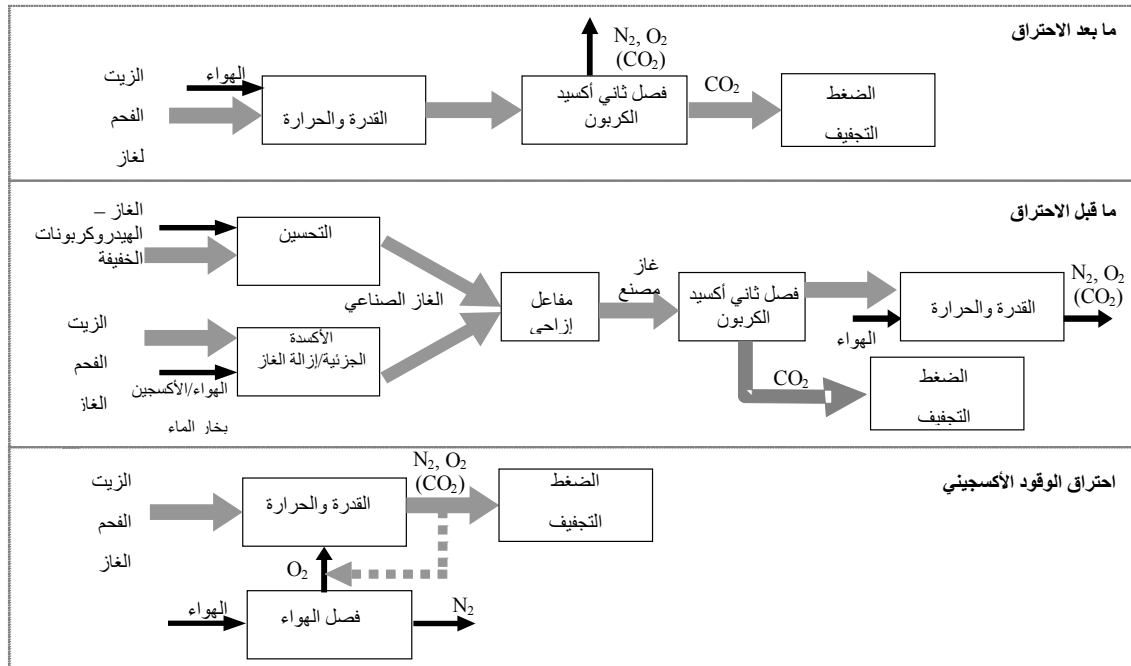 ما بعد الاحتراق
الزيت
الفحم
لغاز
الهواء
القدرة والحرارة
N2, O2
(CO2)
فصل ثاني أكسيد
الكربون
CO2
الضغط
التجفيف
ما قبل الاحتراق
الغاز –
الهيدروكربونات
الخفيفة
التحسين
الزيت
الفحم
الغاز
الهواء/الأكسجين
بخار الماء
الأكسدة
الجزئية/إزالة الغاز
الغاز الصناعي
مفاعل
إزاحي
غاز
مصنع
فصل ثاني أكسيد
الكربون
الهواء
القدرة والحرارة
N2, O2
(CO2)
CO2
الضغط
التجفيف
احتراق الوقود الأكسجيني
الزيت
الفحم
الغاز
القدرة والحرارة
N2, O2
(CO2)
الضغط
التجفيف
O2
الهواء
فصل الهواء
N2